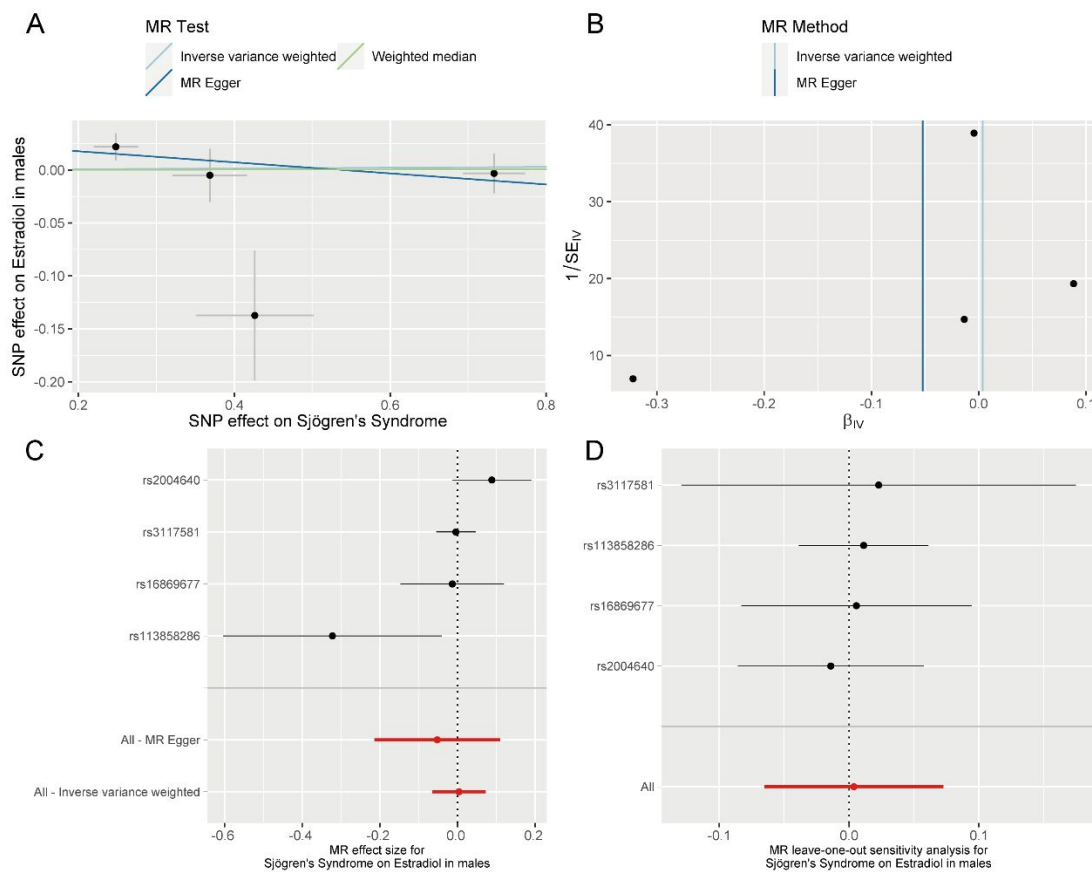 A
MR Test
Inverse variance weighted
Weighted median
MR Egger
SNP effect on Estradiol in males
0.00
-0.05
-0.10
-0.15
-0.20
0.2
0.4
0.6
0.8
SNP effect on Sjögren's Syndrome
B
MR Method
Inverse variance weighted
MR Egger
1/SE_IV
40
30
20
10
-0.3
-0.2
-0.1
0.0
0.1
β_IV
C
rs2004640
rs3117581
rs16869677
rs113858286
All - MR Egger
All - Inverse variance weighted
-0.6
-0.4
-0.2
0.0
0.2
MR effect size for
Sjögren's Syndrome on Estradiol in males
D
rs3117581
rs113858286
rs16869677
rs2004640
All
-0.1
0.0
0.1
MR leave-one-out sensitivity analysis for
Sjögren's Syndrome on Estradiol in males